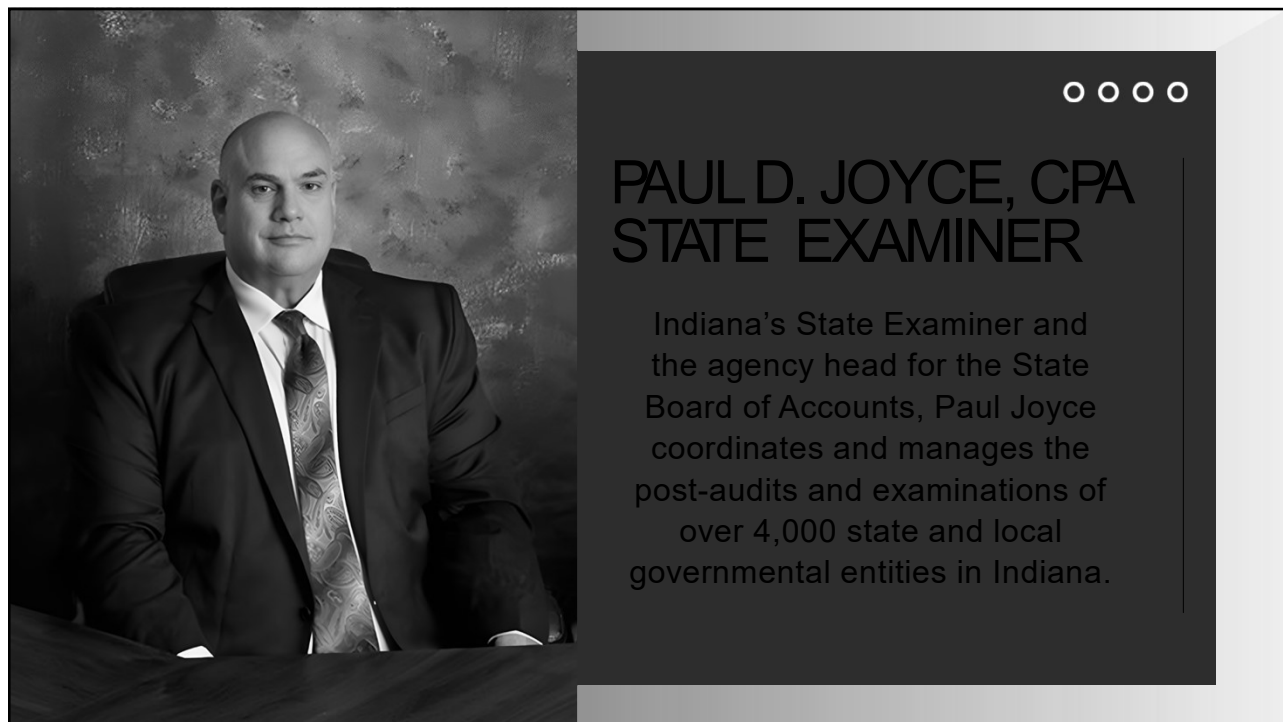 PAUL D. JOYCE, CPA
STATE EXAMINER
Indiana’s State Examiner and
the agency head for the State
Board of Accounts, Paul Joyce
coordinates and manages the
post-audits and examinations of
over 4,000 state and local
governmental entities in Indiana.